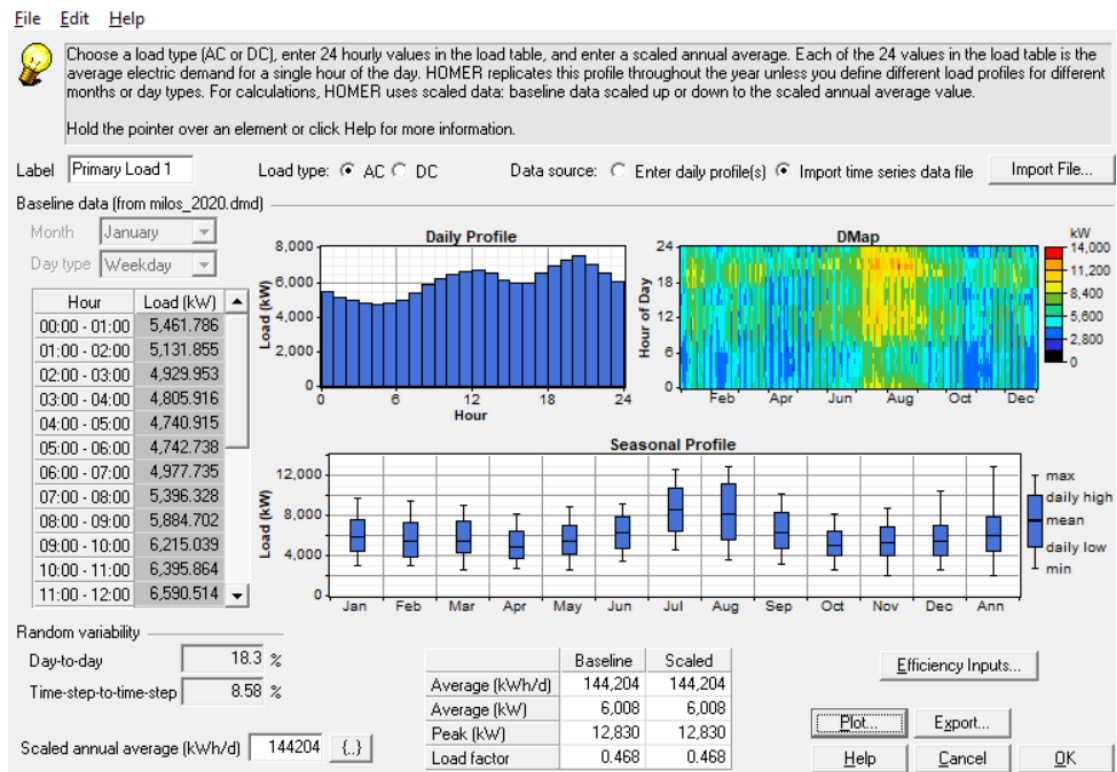 File Edit Help
Choose a load type (AC or DC), enter 24 hourly values in the load table, and enter a scaled annual average. Each of the 24 values in the load table is the
average electric demand for a single hour of the day. HOMER replicates this profile throughout the year unless you define different load profiles for different
months or day types. For calculations, HOMER uses scaled data: baseline data scaled up or down to the scaled annual average value.
Hold the pointer over an element or click Help for more information.
Label Primary Load 1 Load type: AC DC Data source: Enter daily profile(s) Import time series data file Import File...
Baseline data (from milos_2020.dmd)
Month January
Day type Weekday
Hour Load (kW)
00:00 - 01:00 5,461.786
01:00 - 02:00 5,131.855
02:00 - 03:00 4,929.953
03:00 - 04:00 4,805.916
04:00 - 05:00 4,740.915
05:00 - 06:00 4,742.738
06:00 - 07:00 4,977.735
07:00 - 08:00 5,396.328
08:00 - 09:00 5,884.702
09:00 - 10:00 6,215.039
10:00 - 11:00 6,395.864
11:00 - 12:00 6,590.514
Daily Profile
Load (kW)
8,000
6,000
4,000
2,000
0
0 6 12 18 24
Hour
DMap
Hour of Day
24
18
12
6
0
Feb Apr Jun Aug Oct Dec
kW
14,000
11,200
8,400
5,600
2,800
0
Seasonal Profile
Load (kW)
12,000
8,000
4,000
0
Jan Feb Mar Apr May Jun Jul Aug Sep Oct Nov Dec Ann
max
daily high
mean
daily low
min
Random variability
Day-to-day 18.3 %
Time-step-to-time-step 8.58 %
Scaled annual average (kWh/d) 144204 {..}
Baseline Scaled
Average (kWh/d) 144,204 144,204
Average (kW) 6,008 6,008
Peak (kW) 12,830 12,830
Load factor 0.468 0.468
Efficiency Inputs...
Plot... Export...
Help Cancel OK